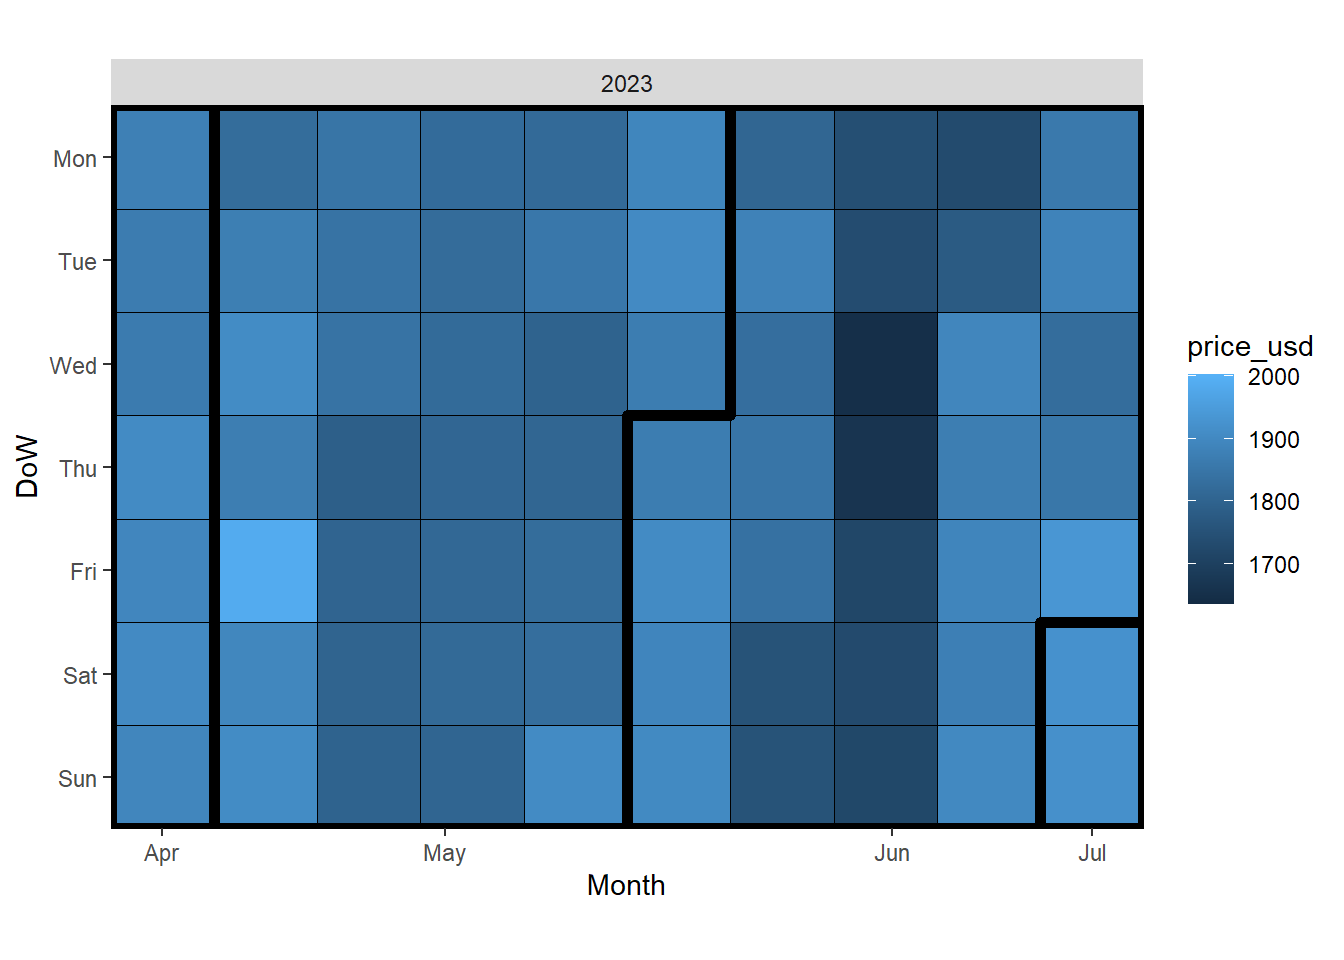 2023
Mon
Tue
Wed
Thu
Fri
Sat
Sun
DoW
Apr
May
Jun
Jul
Month
price_usd
2000
1900
1800
1700